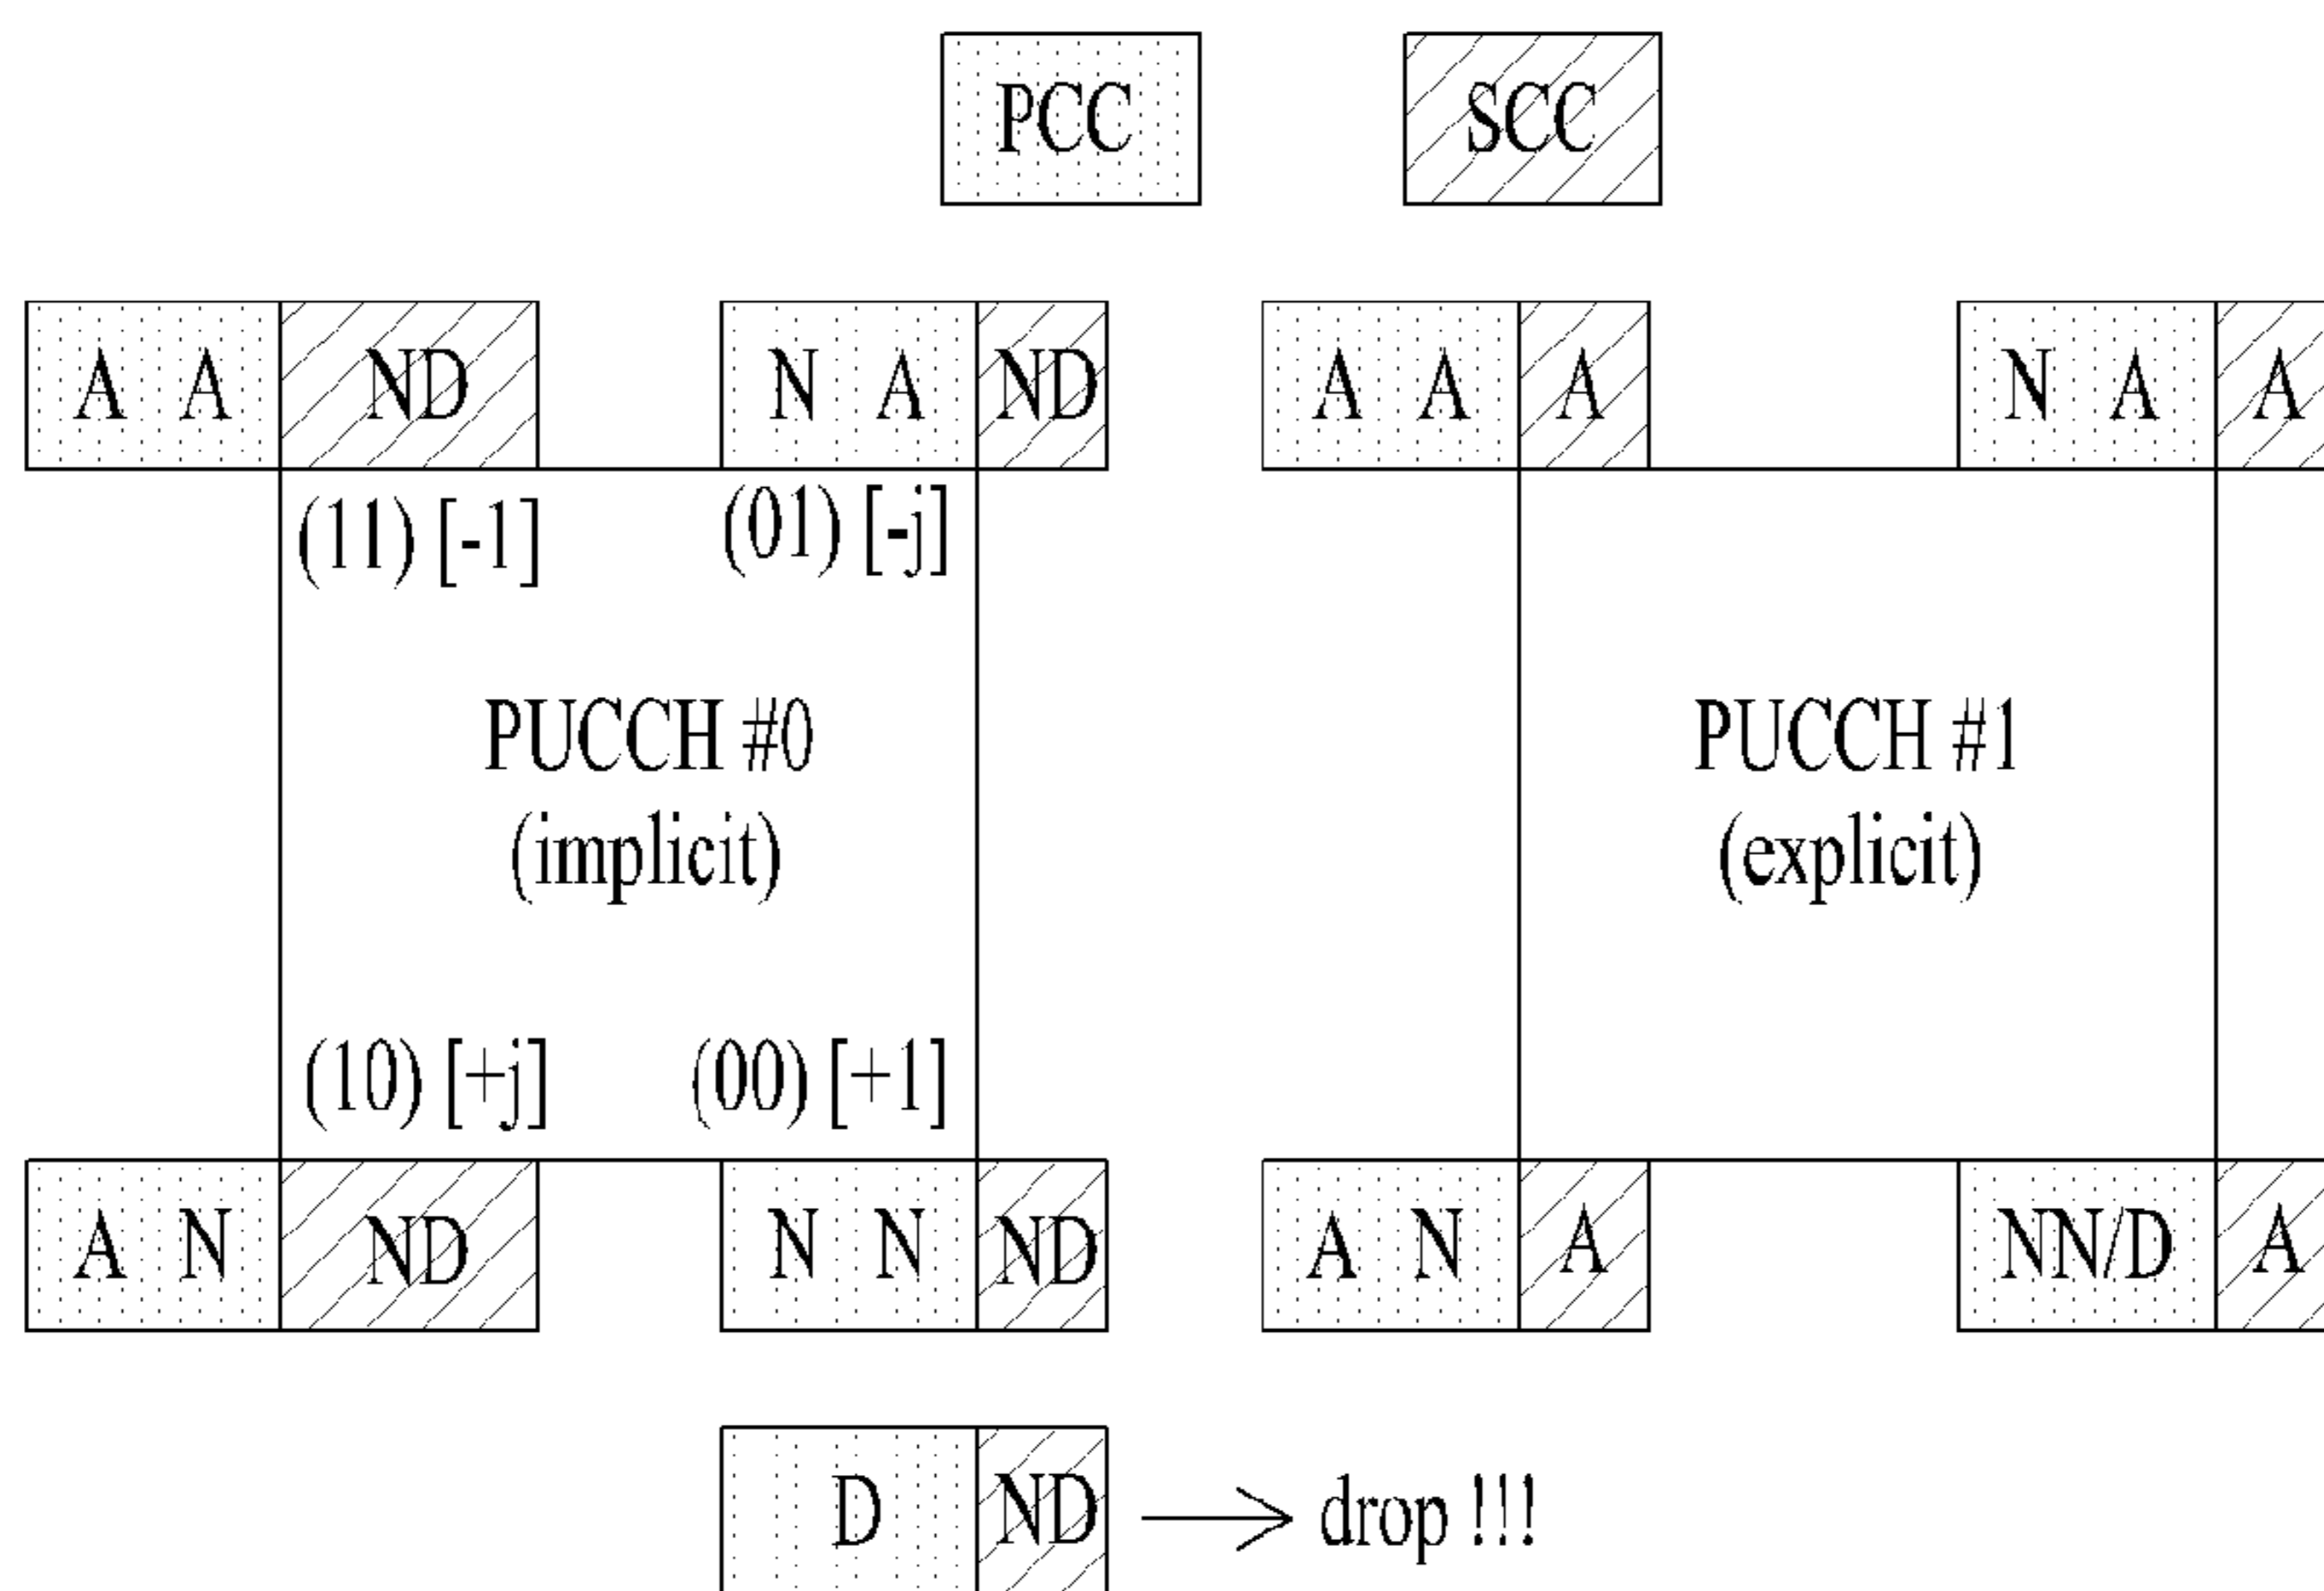 PCC SCC
A A ND N A ND A A A N A A
(11) [-1] (01) [-j]
PUCCH #0 PUCCH #1
(implicit) (explicit)
(10) [+j] (00) [+1]
A N ND N N ND A N A NN/D A
D ND drop !!!